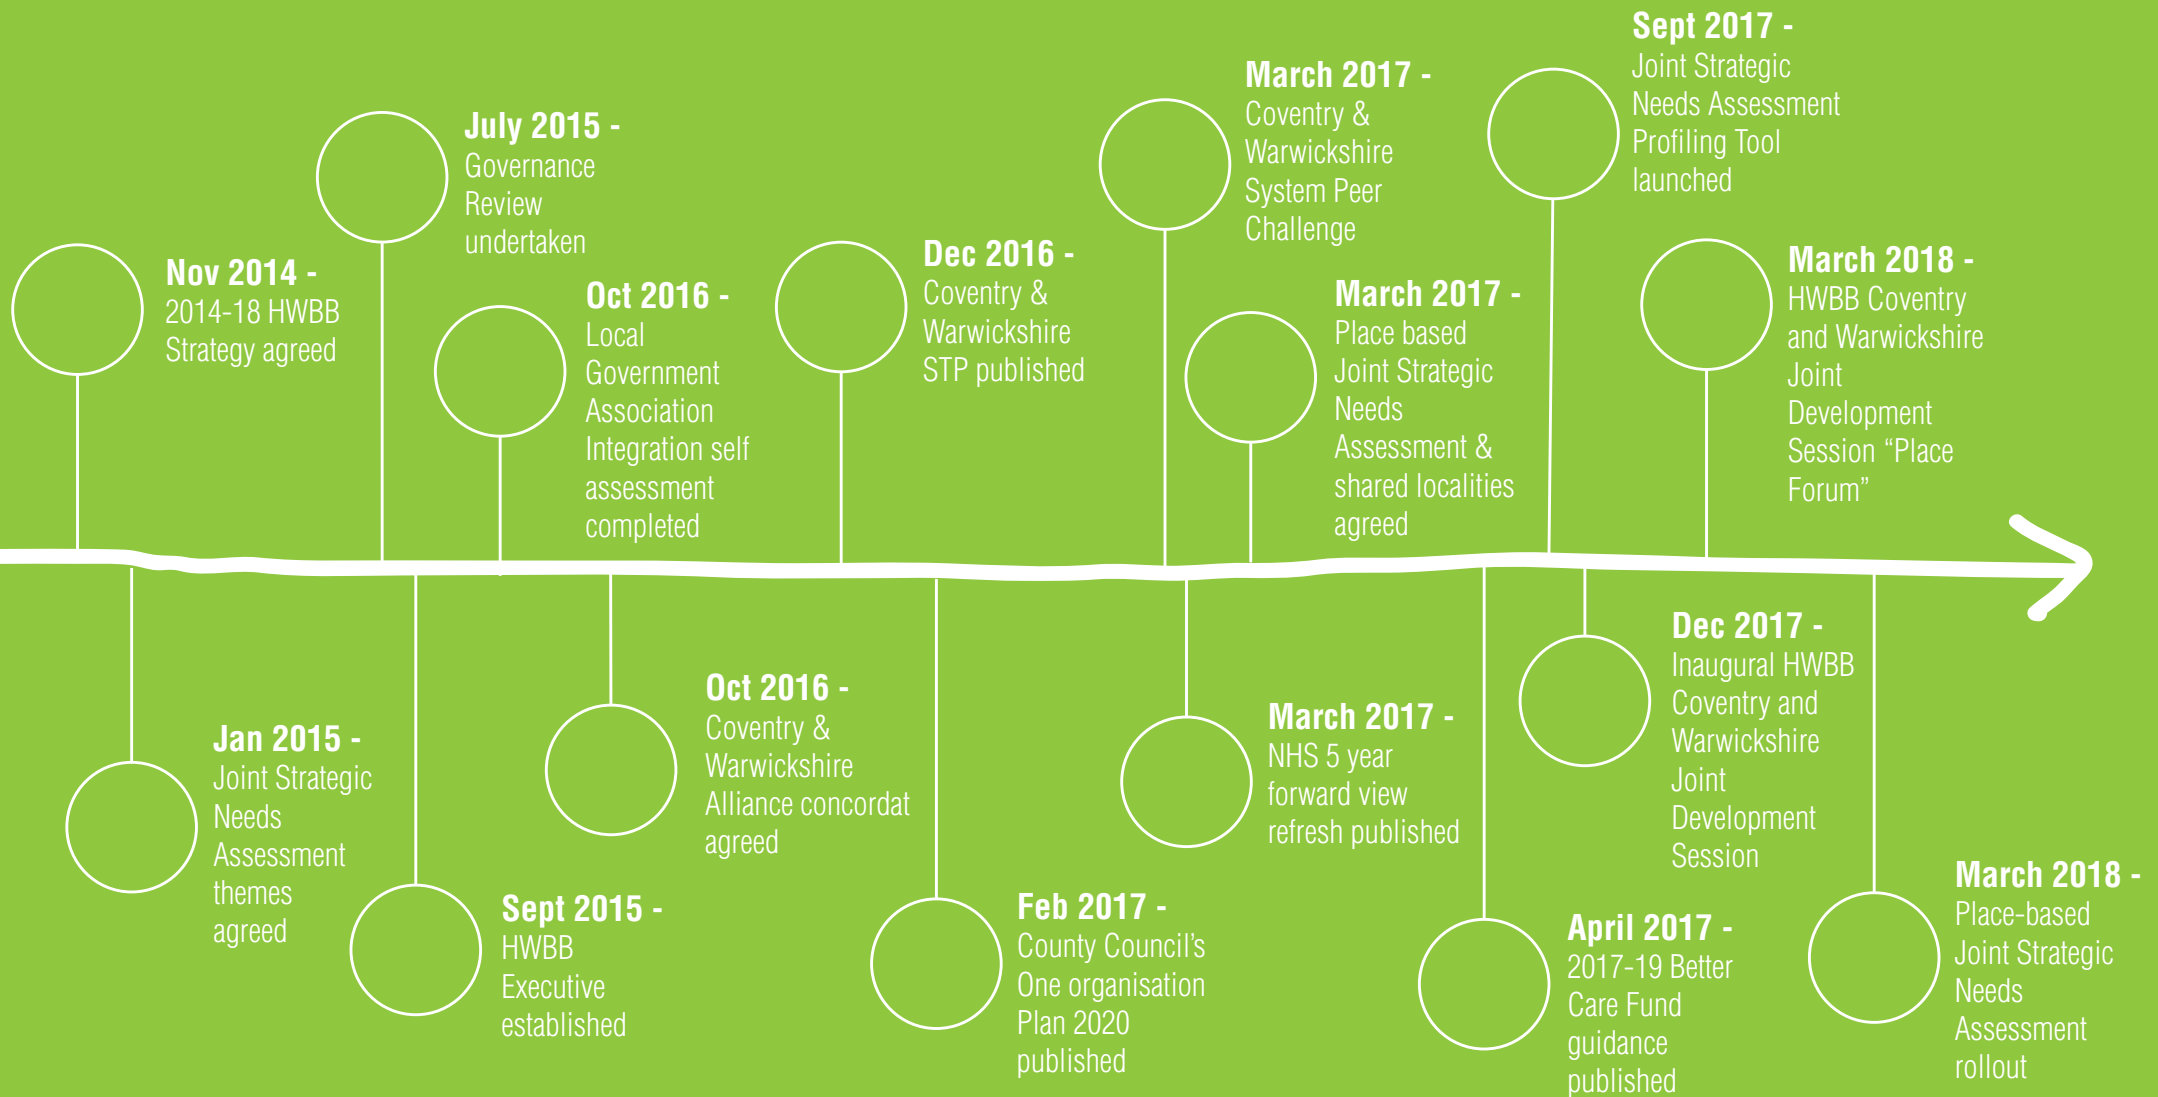 Nov 2014 -
2014-18 HWBB
Strategy agreed
Jan 2015 -
Joint Strategic
Needs
Assessment
themes
agreed
July 2015 -
Governance
Review
undertaken
Sept 2015 -
HWBB
Executive
established
Oct 2016 -
Local
Government
Association
Integration self
assessment
completed
Oct 2016 -
Coventry &
Warwickshire
Alliance concordat
agreed
Dec 2016 -
Coventry &
Warwickshire
STP published
Feb 2017 -
County Council’s
One organisation
Plan 2020
published
March 2017 -
Coventry &
Warwickshire
System Peer
Challenge
March 2017 -
NHS 5 year
forward view
refresh published
March 2017 -
Place based
Joint Strategic
Needs
Assessment &
shared localities
agreed
April 2017 -
2017-19 Better
Care Fund
guidance
published
Sept 2017 -
Joint Strategic
Needs Assessment
Profiling Tool
launched
Dec 2017 -
Inaugural HWBB
Coventry and
Warwickshire
Joint
Development
Session
March 2018 -
HWBB Coventry
and Warwickshire
Joint
Development
Session “Place
Forum”
March 2018 -
Place-based
Joint Strategic
Needs
Assessment
rollout